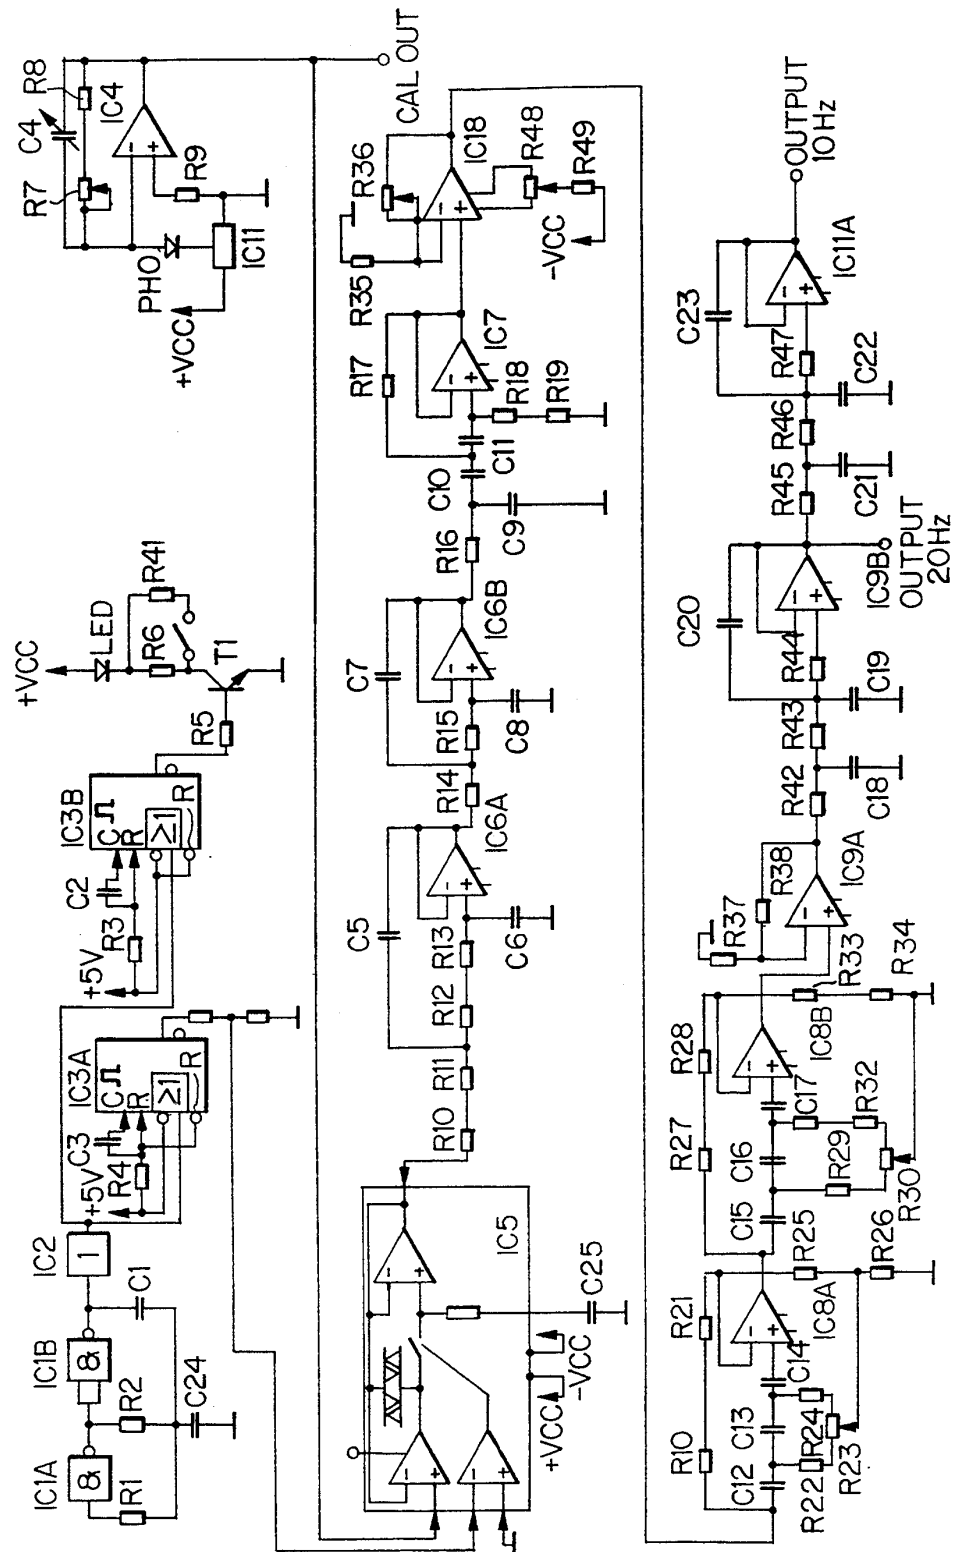 IC1A
&
R1
R2
C24
IC1B
&
C1
IC2
1
+5V
R4
C3
IC3A
C
R
≥1
R
+5V
R3
C2
IC3B
C
R
≥1
R
R5
T1
R6
R41
LED
+VCC
+VCC
PHO
IC11
R9
R7
C4
R8
IC4
CAL OUT
IC5
+VCC
-VCC
C25
R10
R11
R12
R13
C5
C6
IC6A
R14
R15
C7
C8
IC6B
R16
C9
C10
C11
R17
R18
R19
IC7
R35
R36
IC18
R48
R49
-VCC
R10
R21
C12
C13
C14
R22
R24
R23
IC8A
R25
R26
R27
R28
C15
C16
C17
R29
R32
R30
IC8B
R33
R34
R37
R38
IC9A
R42
R43
R44
C18
C19
C20
IC9B
OUTPUT
20Hz
R45
R46
R47
C21
C22
C23
IC11A
OUTPUT
10Hz